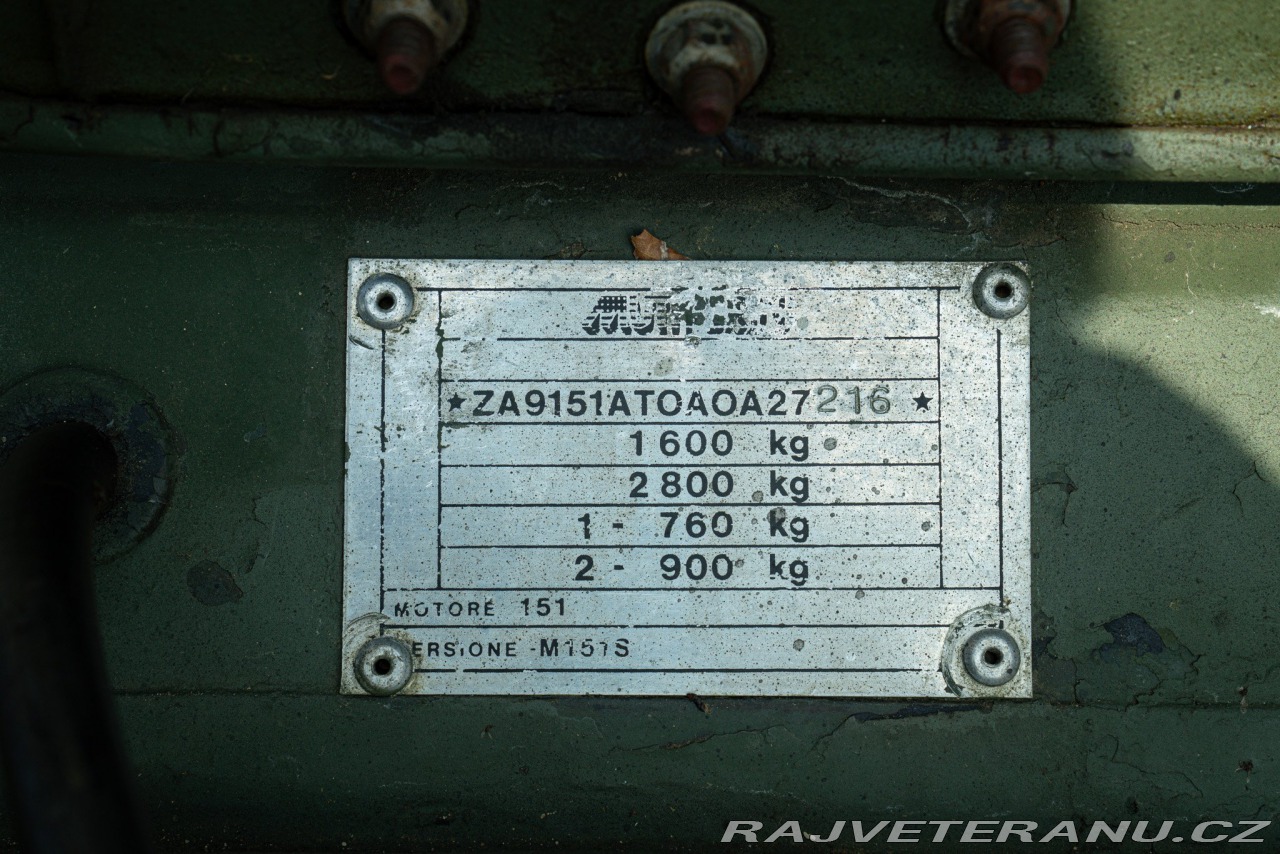 ★ZA9151ATOAOA27216 ★
1600 kg
2800 kg
1 - 760 kg
2 - 900 kg
MOTORE 151
ERSIONE -M151S
RAJVETERANU.CZ